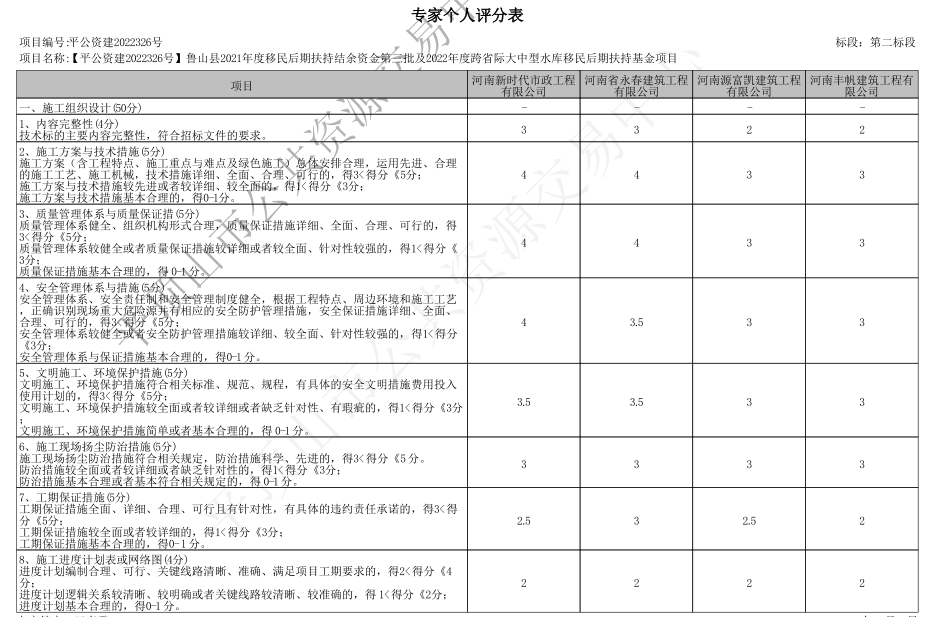 专家个人评分表
项目编号:平公资建2022326号 标段：第二标段
项目名称:【平公资建2022326号】鲁山县2021年度移民后期扶持结余资金第三批及2022年度跨省际大中型水库移民后期扶持基金项目
项目 河南新时代市政工程有限公司 河南省永春建筑工程有限公司 河南源富凯建筑工程有限公司 河南丰帆建筑工程有限公司
一、施工组织设计(50分) - - - -
1、内容完整性(4分)
技术标的主要内容完整性，符合招标文件的要求。 3 3 2 2
2、施工方案与技术措施(5分)
施工方案（含工程特点、施工重点与难点及绿色施工）总体安排合理，运用先进、合理
的施工工艺、施工机械，技术措施详细、全面、合理、可行的，得3<得分《5分；
施工方案与技术措施较先进或者较详细、较全面的，得1<得分《3分；
施工方案与技术措施基本合理的，得0-1分。 4 4 3 3
3、质量管理体系与质量保证措(5分)
质量管理体系健全、组织机构形式合理，质量保证措施详细、全面、合理、可行的，得
3<得分《5分；
质量管理体系较健全或者质量保证措施较详细或者较全面、针对性较强的，得1<得分《
3分；
质量保证措施基本合理的，得 0-1 分。 4 4 3 3
4、安全管理体系与措施(5分)
安全管理体系、安全责任制和安全管理制度健全，根据工程特点、周边环境和施工工艺
，正确识别现场重大危险源并有相应的安全防护管理措施，安全保证措施详细、全面、
合理、可行的，得3<得分《5分；
安全管理体系较健全或者安全防护管理措施较详细、较全面、针对性较强的，得1<得分
《3分；
安全管理体系与保证措施基本合理的，得0-1 分。 4 3.5 3 3
5、文明施工、环境保护措施(5分)
文明施工、环境保护措施符合相关标准、规范、规程，有具体的安全文明措施费用投入
使用计划的，得3<得分《5分；
文明施工、环境保护措施较全面或者较详细或者缺乏针对性、有瑕疵的，得1<得分《3分
；
文明施工、环境保护措施简单或者基本合理的，得 0-1 分。 3.5 3.5 3 3
6、施工现场扬尘防治措施(5分)
施工现场扬尘防治措施符合相关规定，防治措施科学、先进的，得3<得分《5 分。
防治措施较全面或者较详细或者缺乏针对性的，得1<得分《3分；
防治措施基本合理或者基本符合相关规定的，得 0-1 分。 3 3 3 3
7、工期保证措施(5分)
工期保证措施全面、详细、合理、可行且有针对性，有具体的违约责任承诺的，得3<得
分《5分；
工期保证措施较全面或者较详细的，得1<得分《3分；
工期保证措施基本合理的，得0-1 分。 2.5 3 2.5 2
8、施工进度计划表或网络图(4分)
进度计划编制合理、可行、关键线路清晰、准确、满足项目工期要求的，得2<得分《4
分；
进度计划逻辑关系较清晰、较明确或者关键线路较清晰、较准确的，得 1<得分《2分；
进度计划基本合理的，得0-1 分。 2 2 2 2
平顶山市公共资源交易中心
平顶山市公共资源交易中心